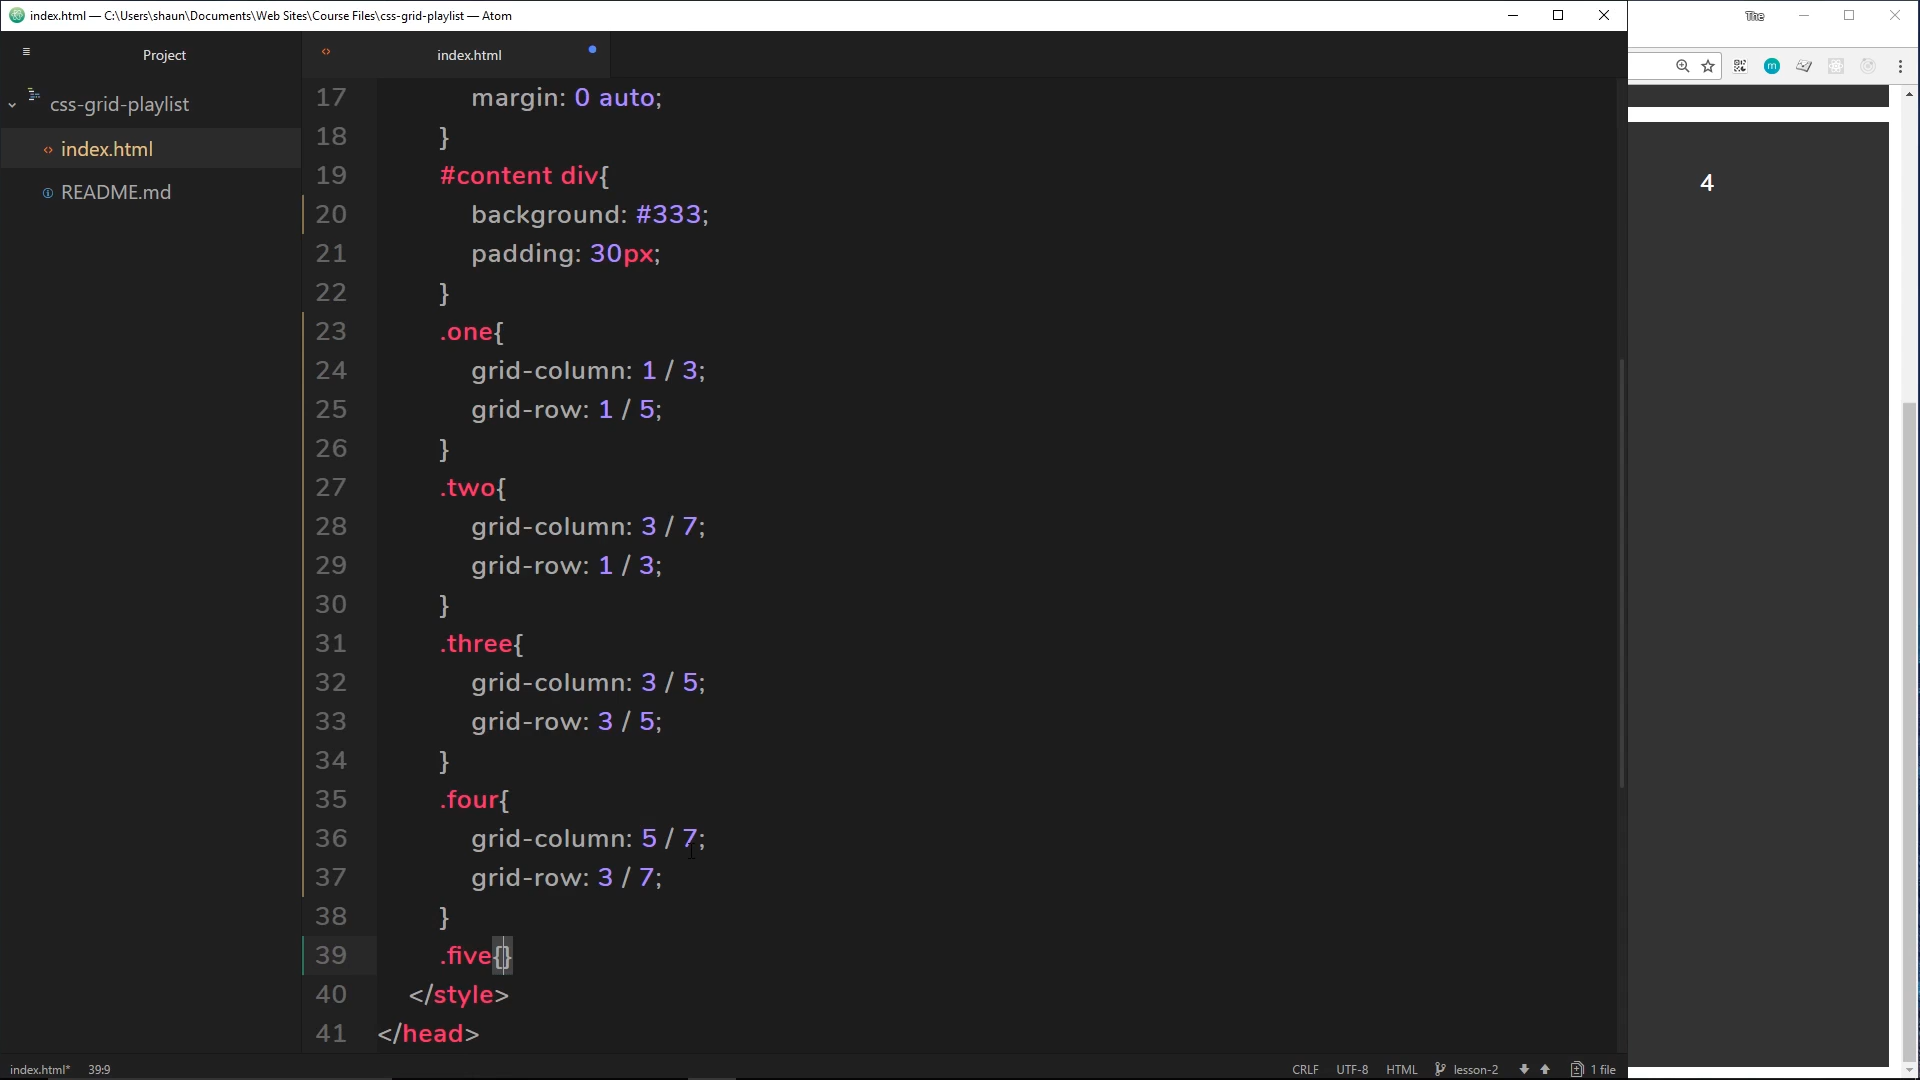 index.html — C:\Users\shaun\Documents\Web Sites\Course Files\css-grid-playlist — Atom
The
Project
index.html
m
css-grid-playlist
index.html
README.md
17 margin: 0 auto;
18 }
19 #content div{
20 background: #333;
21 padding: 30px;
22 }
23 .one{
24 grid-column: 1 / 3;
25 grid-row: 1 / 5;
26 }
27 .two{
28 grid-column: 3 / 7;
29 grid-row: 1 / 3;
30 }
31 .three{
32 grid-column: 3 / 5;
33 grid-row: 3 / 5;
34 }
35 .four{
36 grid-column: 5 / 7;
37 grid-row: 3 / 7;
38 }
39 .five{}
40 </style>
41 </head>
4
index.html* 39:9 CRLF UTF-8 HTML lesson-2 1 file